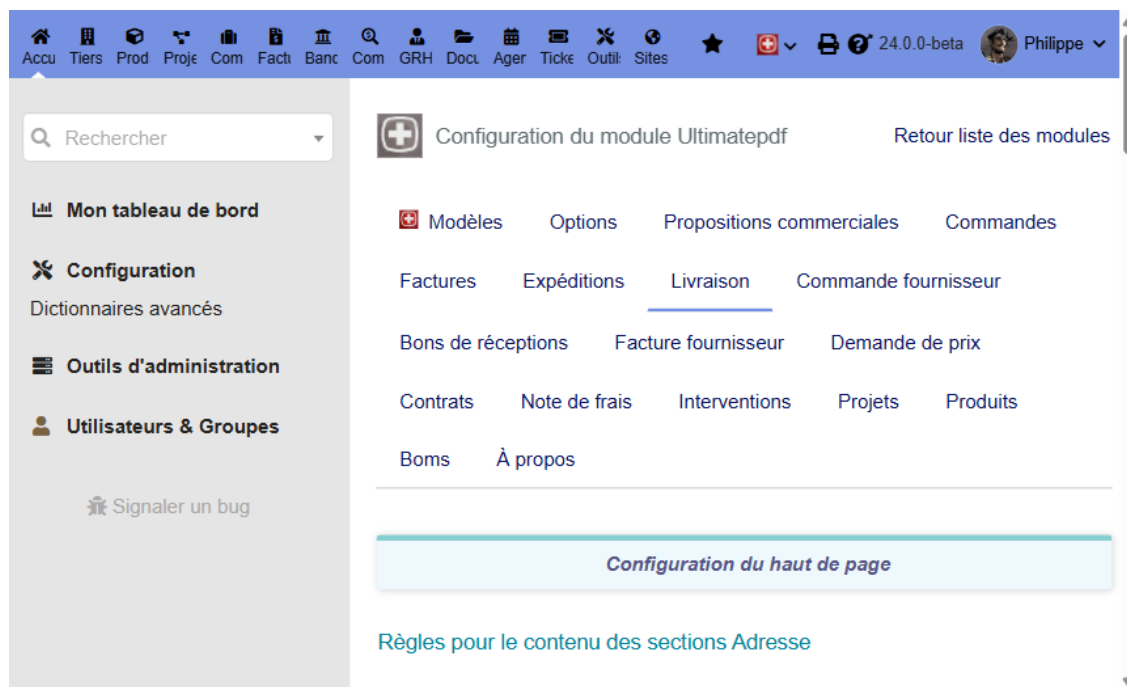 Accu Tiers Prod Proje Com Factu Banc Com GRH Docu Ager Ticke Outils Sites 24.0.0-beta Philippe
Rechercher
Configuration du module Ultimatepdf Retour liste des modules
Mon tableau de bord
Modèles Options Propositions commerciales Commandes
Configuration
Factures Expéditions Livraison Commande fournisseur
Dictionnaires avancés
Bons de réceptions Facture fournisseur Demande de prix
Outils d'administration
Contrats Note de frais Interventions Projets Produits
Utilisateurs & Groupes
Boms À propos
Signaler un bug
Configuration du haut de page
Règles pour le contenu des sections Adresse